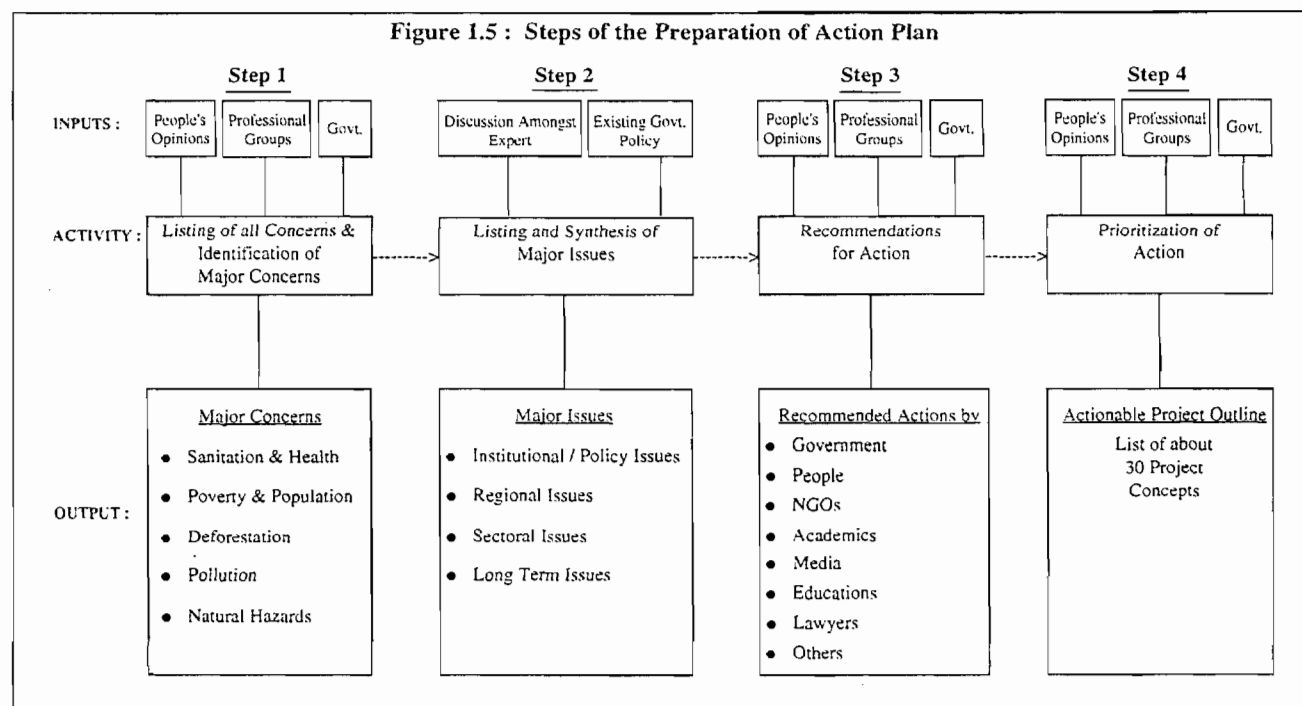 Figure 1.5 : Steps of the Preparation of Action Plan
Step 1
Step 2
Step 3
Step 4
INPUTS :
People's
Opinions
Professional
Groups
Govt.
Discussion Amongst
Expert
Existing Govt.
Policy
People's
Opinions
Professional
Groups
Govt.
People's
Opinions
Professional
Groups
Govt.
ACTIVITY :
Listing of all Concerns &
Identification of
Major Concerns
Listing and Synthesis of
Major Issues
Recommendations
for Action
Prioritization of
Action
OUTPUT :
Major Concerns
● Sanitation & Health
● Poverty & Population
● Deforestation
● Pollution
● Natural Hazards
Major Issues
● Institutional / Policy Issues
● Regional Issues
● Sectoral Issues
● Long Term Issues
Recommended Actions by
● Government
● People
● NGOs
● Academics
● Media
● Educations
● Lawyers
● Others
Actionable Project Outline
List of about
30 Project
Concepts